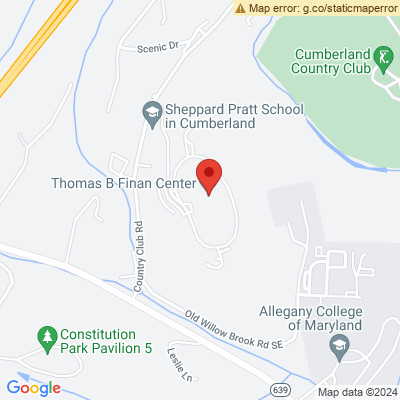 Map error: g.co/staticmaperror
Scenic Dr
Cumberland
Country Club
Sheppard Pratt School
in Cumberland
Thomas B Finan Center
Country Club Rd
Old Willow Brook Rd SE
Allegany College
of Maryland
Constitution
Park Pavilion 5
Leslie Ln
639
Google
Map data ©2024